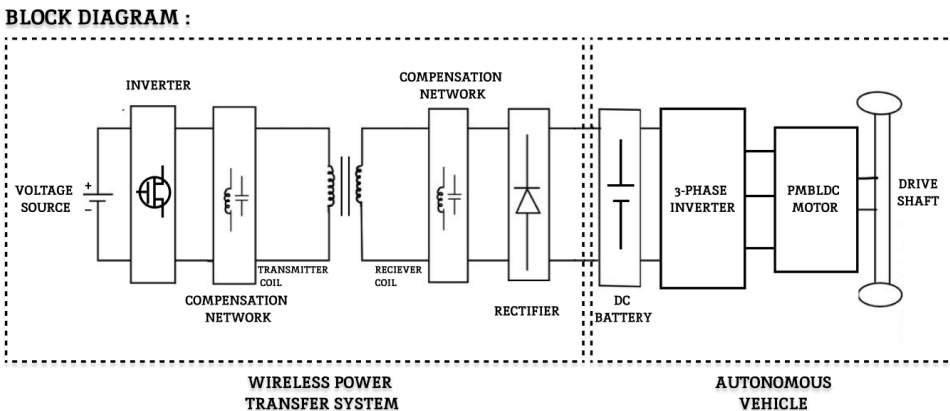 BLOCK DIAGRAM :
INVERTER
COMPENSATION
NETWORK
VOLTAGE
SOURCE
+
−
TRANSMITTER
COIL
RECIEVER
COIL
COMPENSATION
NETWORK
RECTIFIER
DC
BATTERY
3-PHASE
INVERTER
PMBLDC
MOTOR
DRIVE
SHAFT
WIRELESS POWER
TRANSFER SYSTEM
AUTONOMOUS
VEHICLE